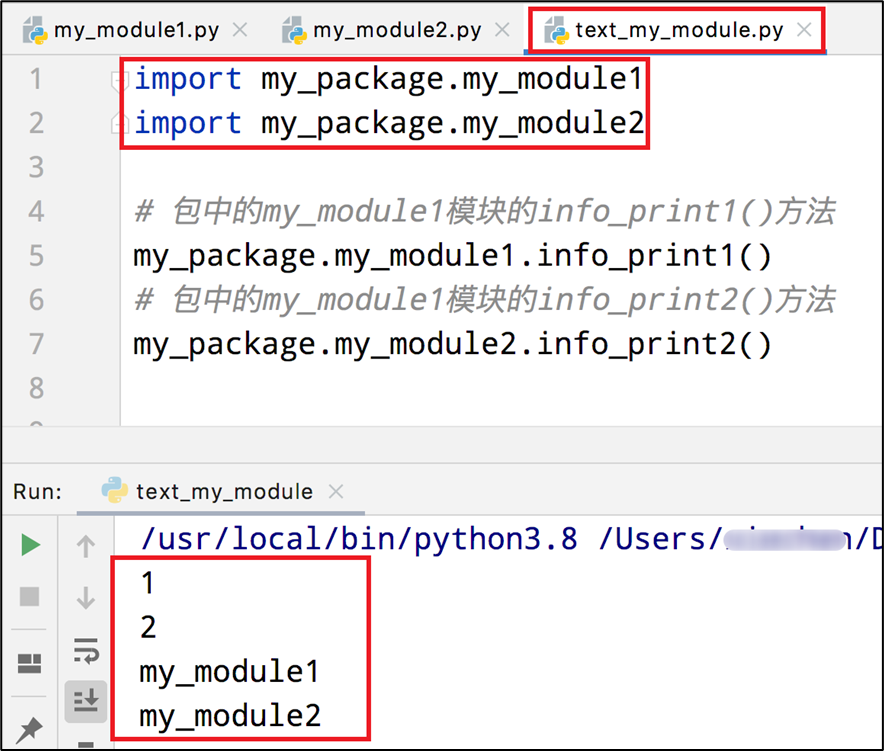 my_module1.py my_module2.py text_my_module.py
1 import my_package.my_module1
2 import my_package.my_module2
3
4 # 包中的my_module1模块的info_print1()方法
5 my_package.my_module1.info_print1()
6 # 包中的my_module1模块的info_print2()方法
7 my_package.my_module2.info_print2()
8
Run: text_my_module
/usr/local/bin/python3.8 /Users/
1
2
my_module1
my_module2